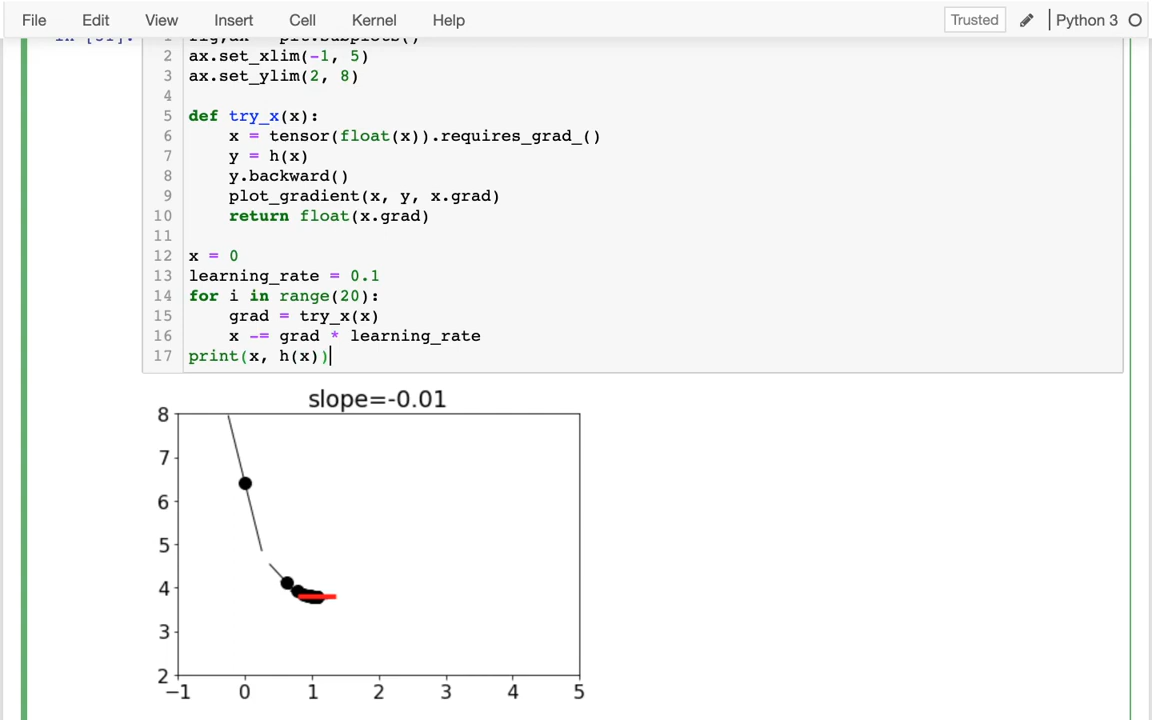 File Edit View Insert Cell Kernel Help Trusted Python 3
2 ax.set_xlim(-1, 5)
3 ax.set_ylim(2, 8)
4
5 def try_x(x):
6 x = tensor(float(x)).requires_grad_()
7 y = h(x)
8 y.backward()
9 plot_gradient(x, y, x.grad)
10 return float(x.grad)
11
12 x = 0
13 learning_rate = 0.1
14 for i in range(20):
15 grad = try_x(x)
16 x -= grad * learning_rate
17 print(x, h(x))
slope=-0.01
8
7
6
5
4
3
2
−1 0 1 2 3 4 5